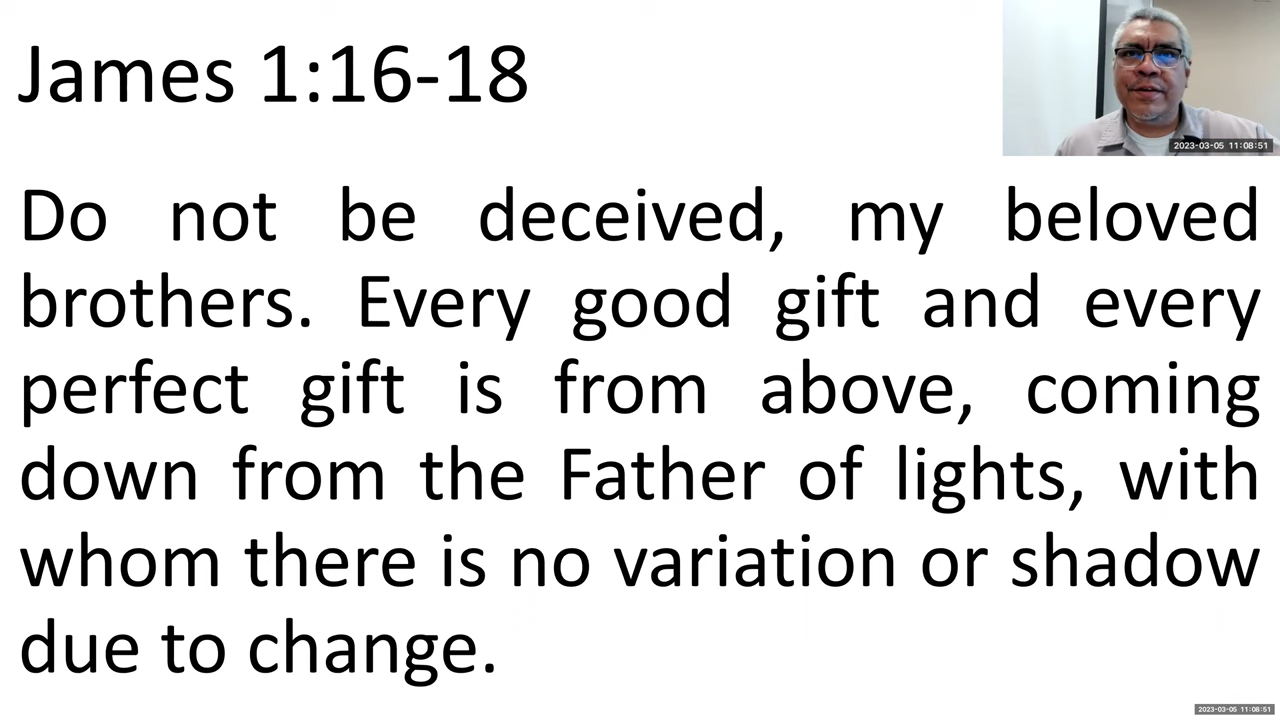 James 1:16-18
2023-03-05 11:08:51
Do not be deceived, my beloved
brothers. Every good gift and every
perfect gift is from above, coming
down from the Father of lights, with
whom there is no variation or shadow
due to change.
2023-03-05 11:08:51